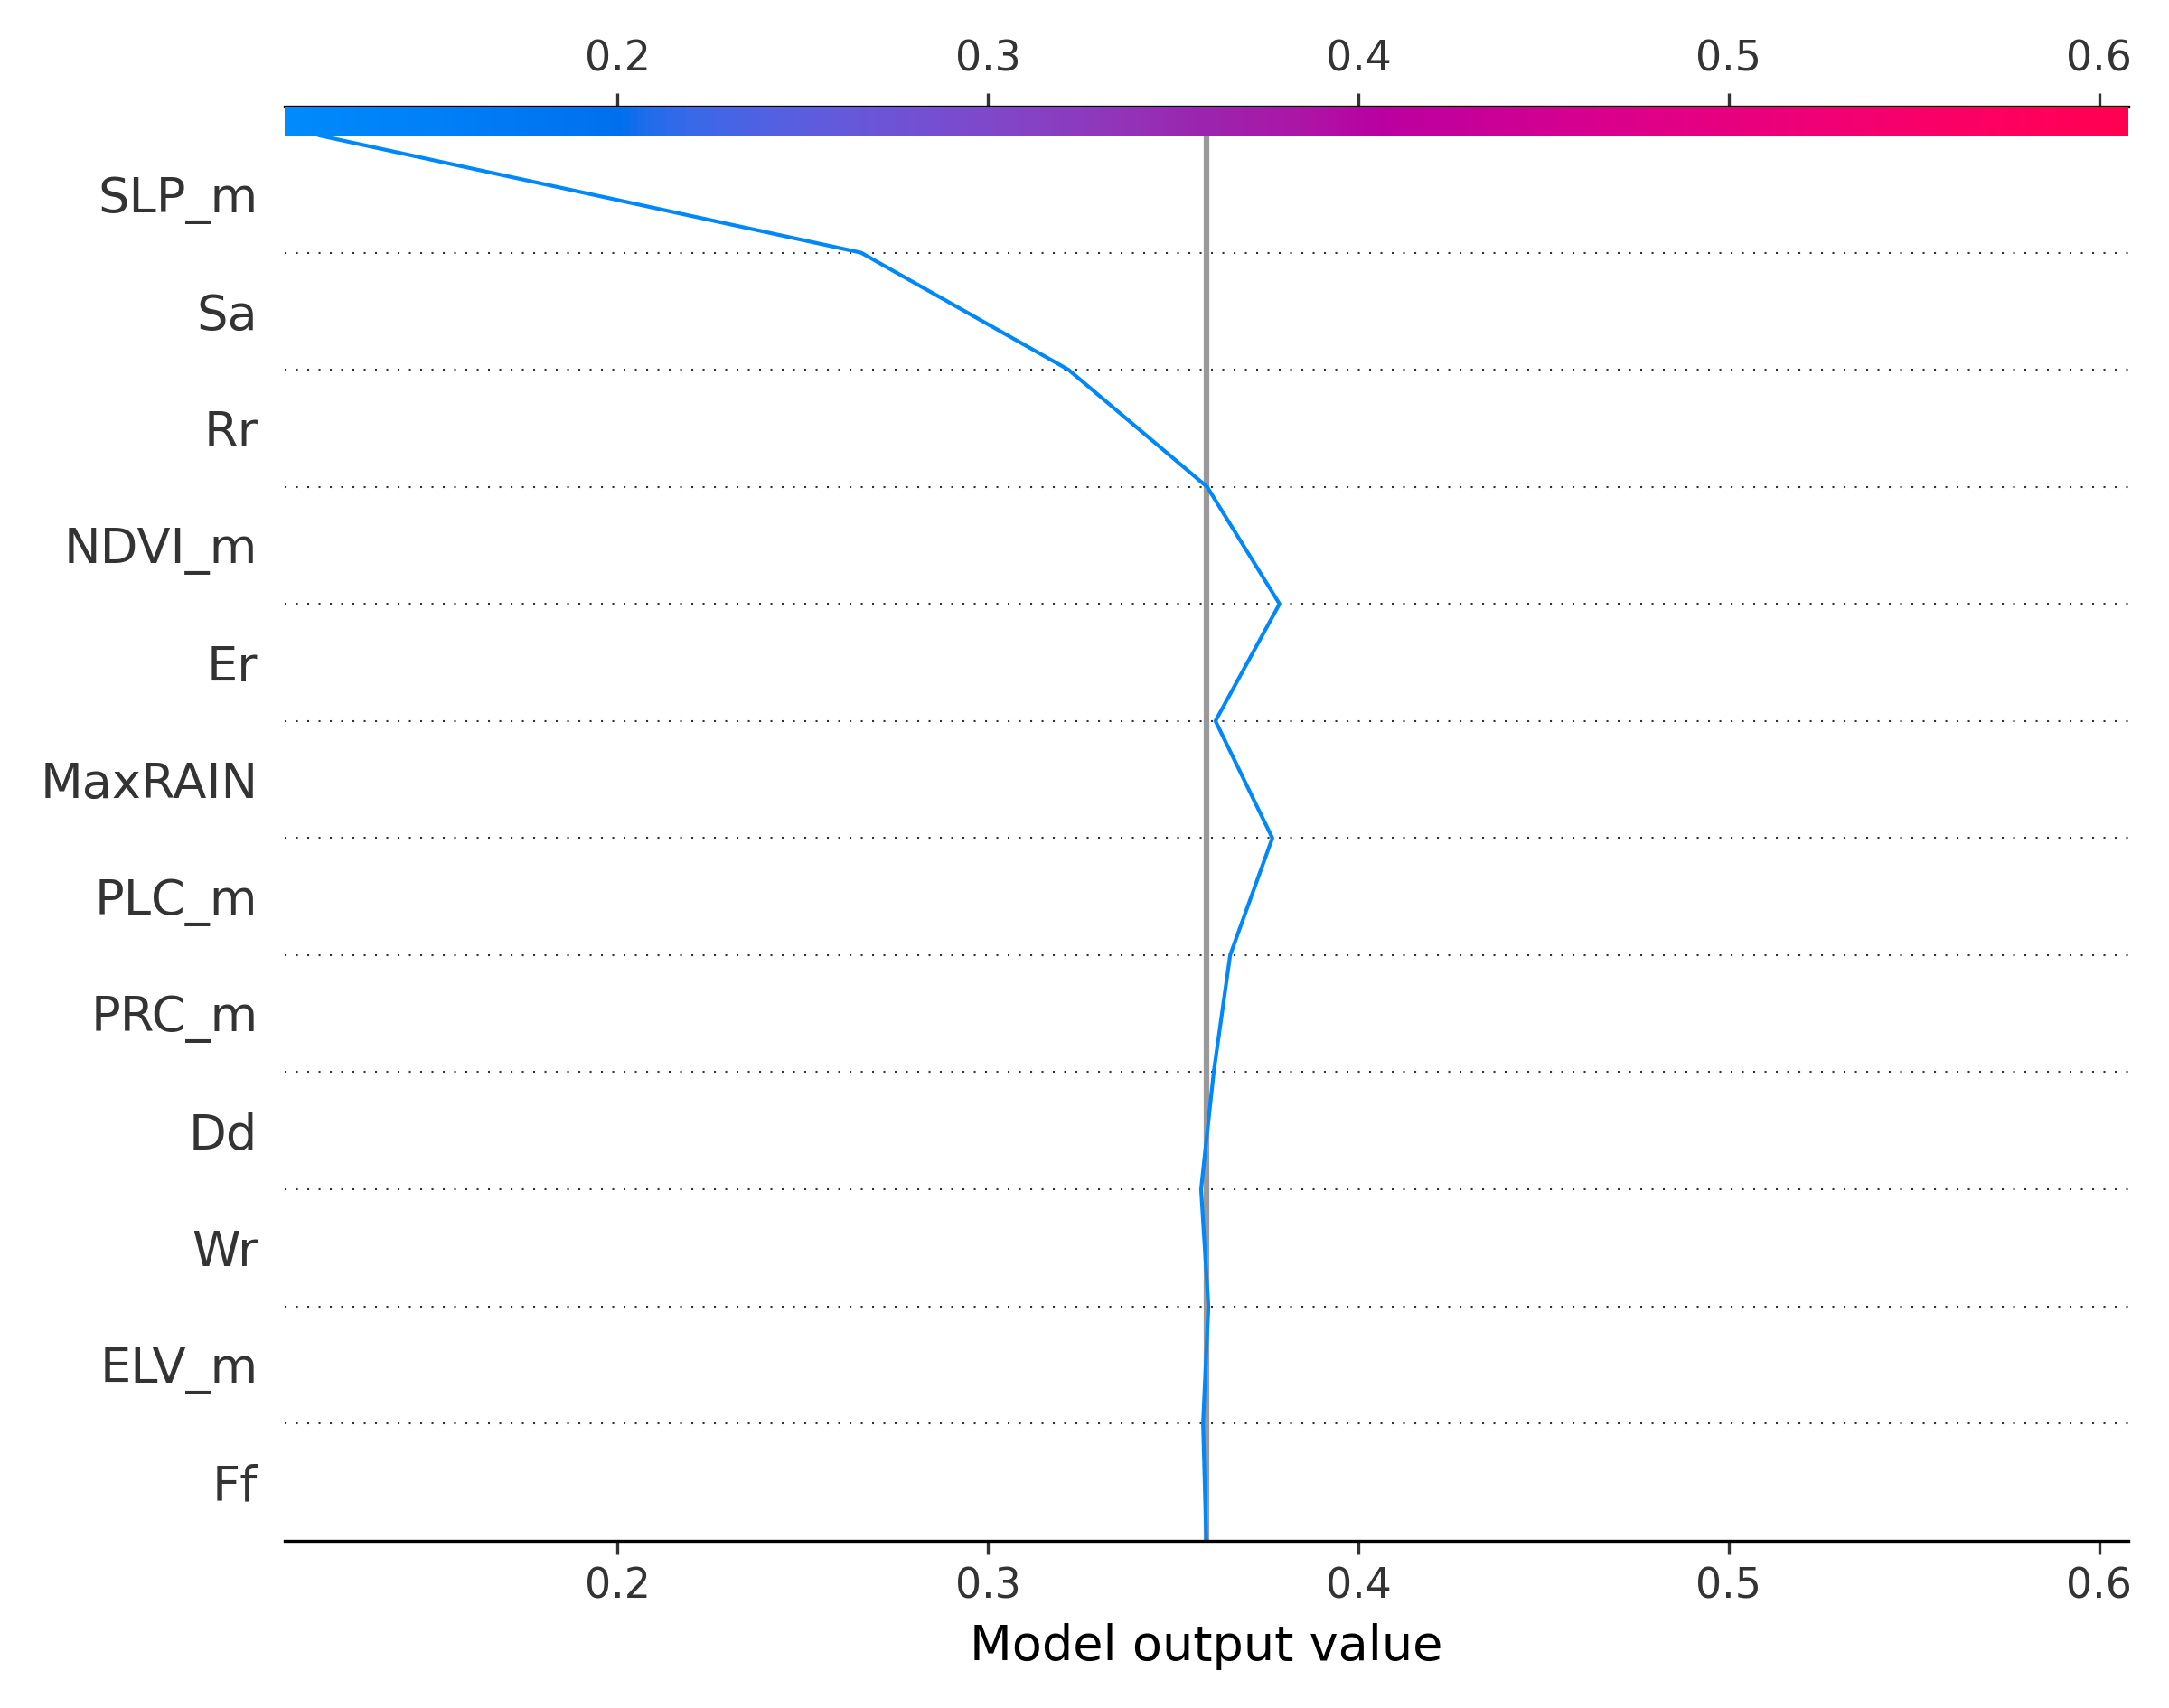 0.2 0.3 0.4 0.5 0.6
SLP_m
Sa
Rr
NDVI_m
Er
MaxRAIN
PLC_m
PRC_m
Dd
Wr
ELV_m
Ff
0.2 0.3 0.4 0.5 0.6
Model output value